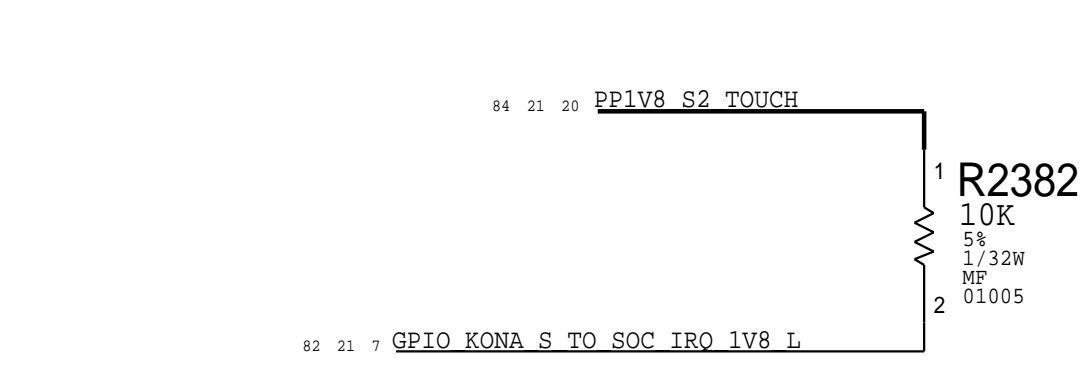 84 21 20 PP1V8_S2_TOUCH
1
R2382
10K
5%
1/32W
MF
01005
2
82 21 7 GPIO_KONA_S_TO_SOC_IRQ_1V8_L